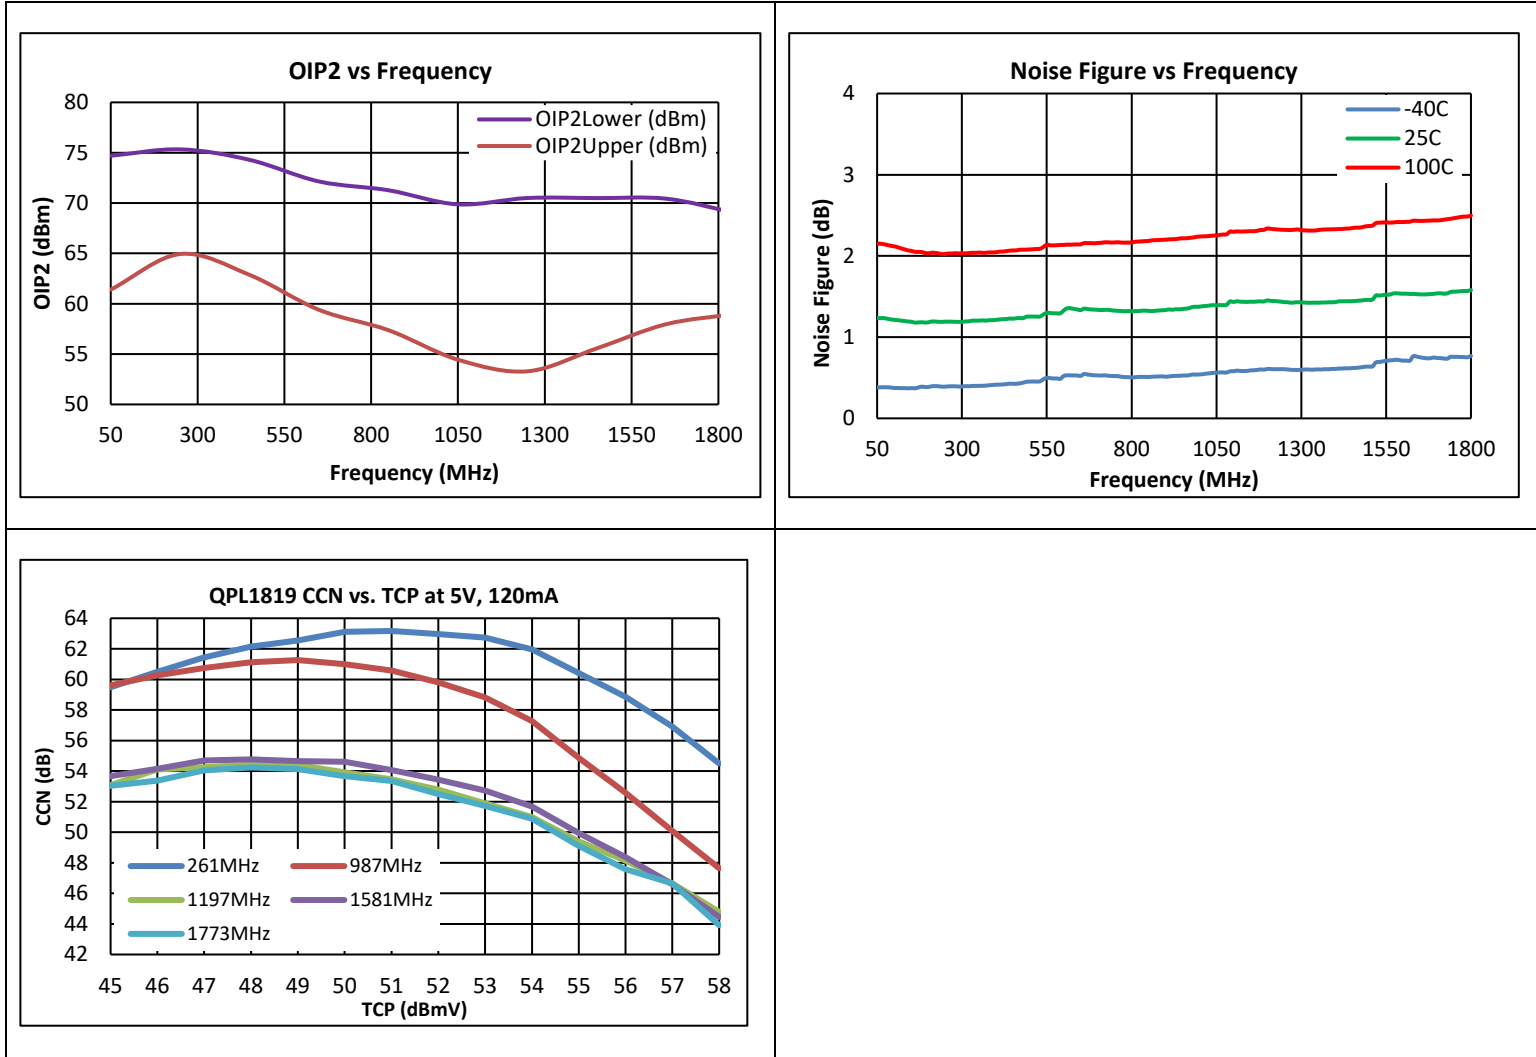 OIP2 vs Frequency
OIP2 (dBm)
80
75
70
65
60
55
50
OIP2Lower (dBm)
OIP2Upper (dBm)
50 300 550 800 1050 1300 1550 1800
Frequency (MHz)
Noise Figure vs Frequency
Noise Figure (dB)
4
3
2
1
0
-40C
25C
100C
50 300 550 800 1050 1300 1550 1800
Frequency (MHz)
QPL1819 CCN vs. TCP at 5V, 120mA
CCN (dB)
64
62
60
58
56
54
52
50
48
46
44
42
261MHz 987MHz
1197MHz 1581MHz
1773MHz
45 46 47 48 49 50 51 52 53 54 55 56 57 58
TCP (dBmV)